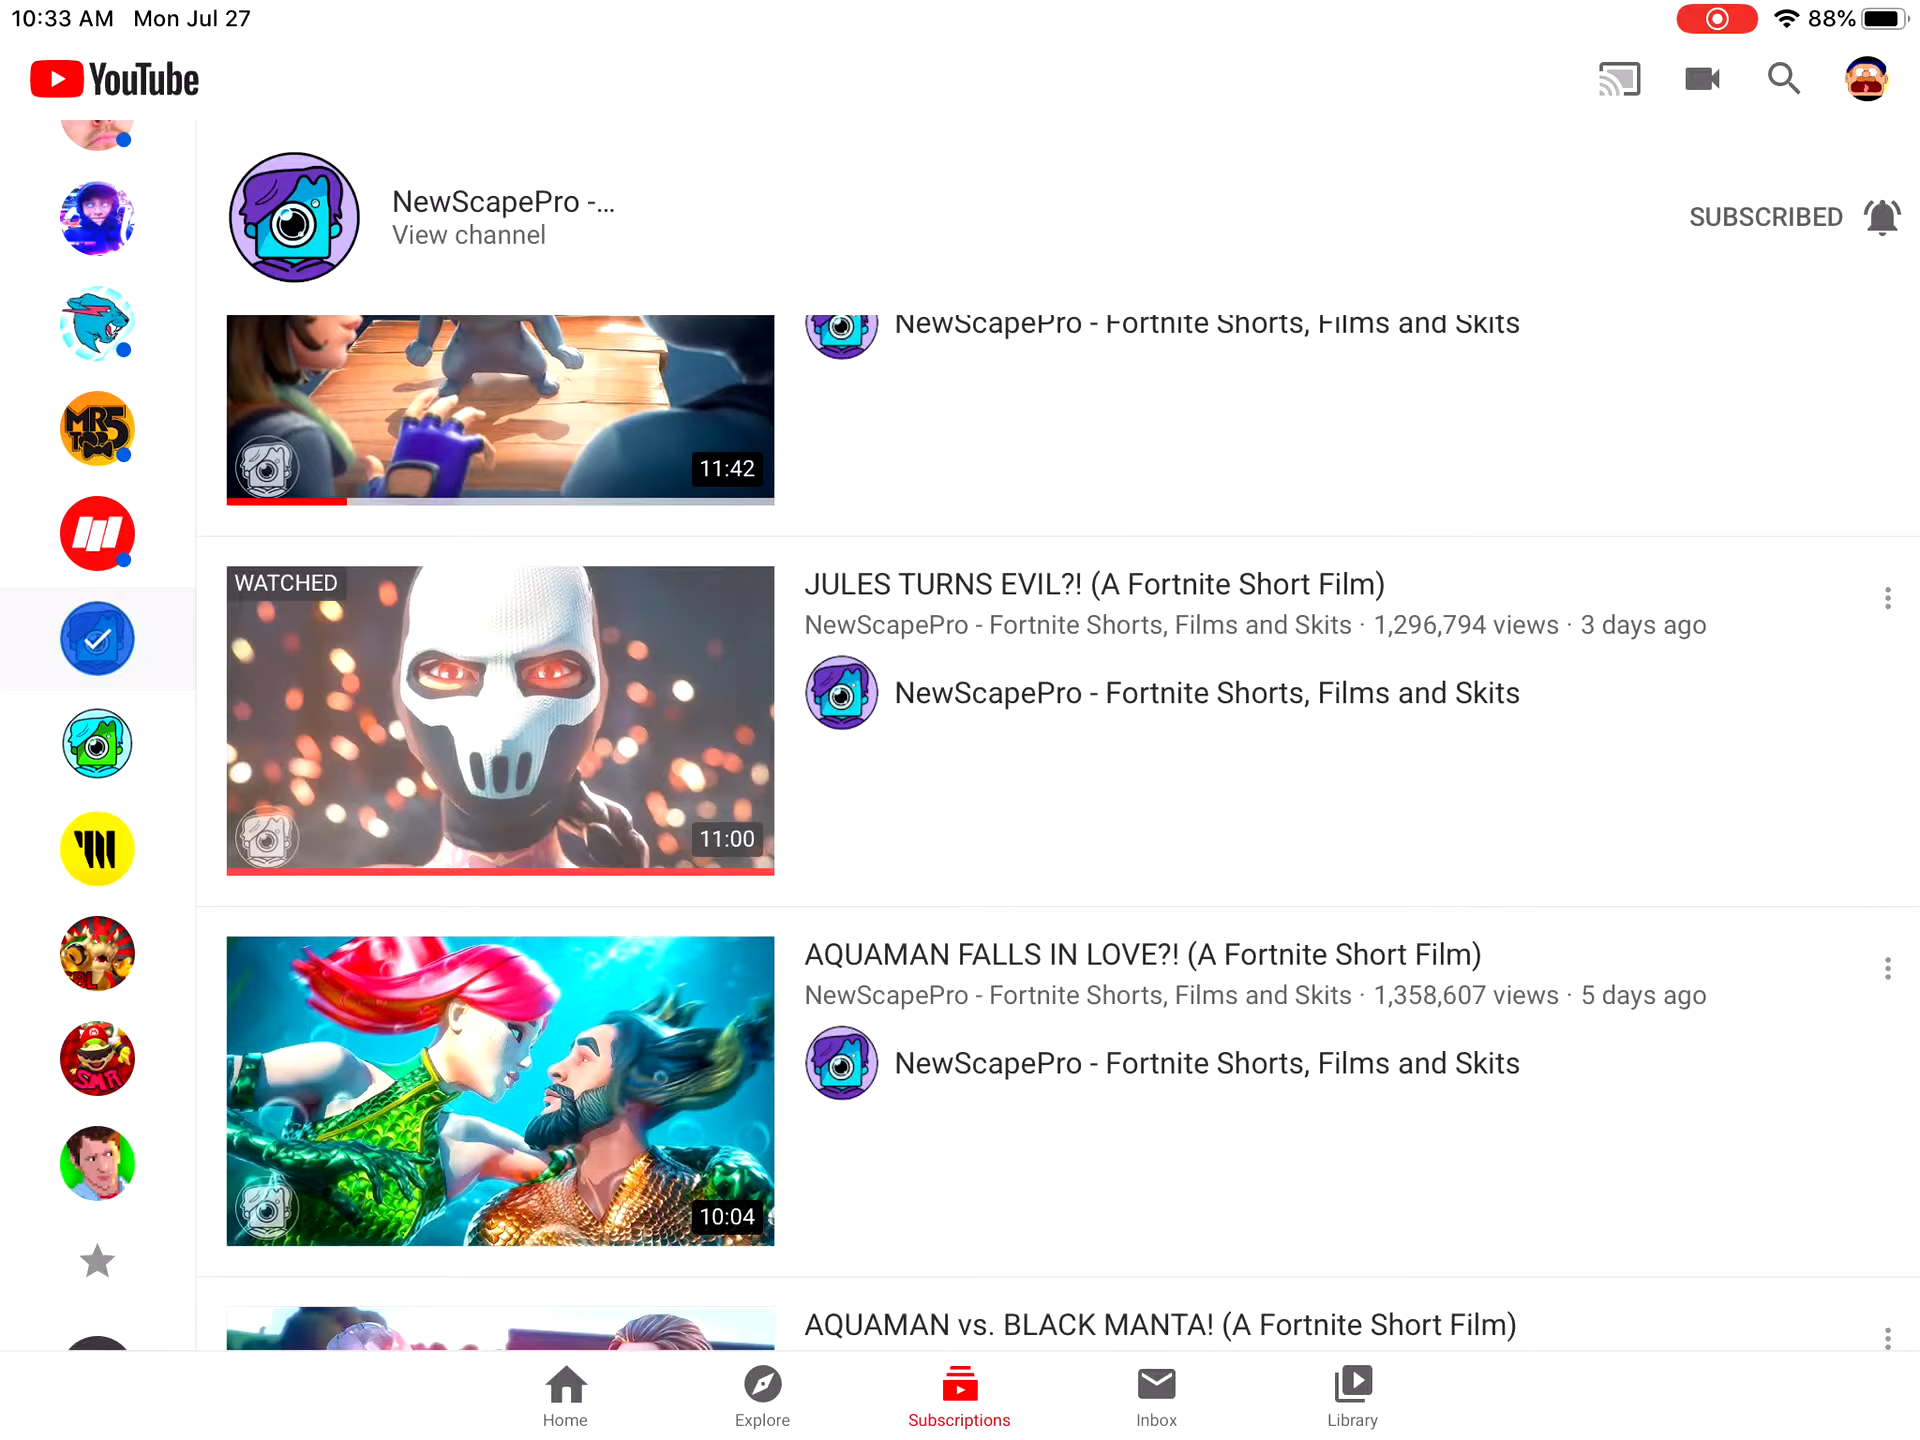 10:33 AM Mon Jul 27
88%
YouTube
NewScapePro -...
View channel
SUBSCRIBED
NewScapePro - Fortnite Shorts, Films and Skits
11:42
MR
TOP 5
WATCHED
JULES TURNS EVIL?! (A Fortnite Short Film)
NewScapePro - Fortnite Shorts, Films and Skits · 1,296,794 views · 3 days ago
NewScapePro - Fortnite Shorts, Films and Skits
11:00
AQUAMAN FALLS IN LOVE?! (A Fortnite Short Film)
NewScapePro - Fortnite Shorts, Films and Skits · 1,358,607 views · 5 days ago
NewScapePro - Fortnite Shorts, Films and Skits
SMR
10:04
AQUAMAN vs. BLACK MANTA! (A Fortnite Short Film)
Home
Explore
Subscriptions
Inbox
Library